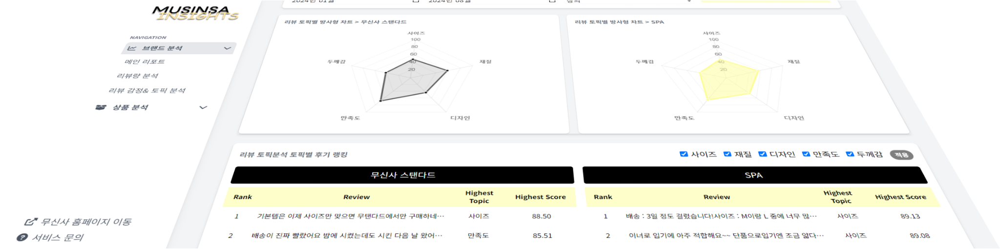 2024년 01월 2024년 08월 상의
MUSINSA
INSIGHTS
NAVIGATION
브랜드 분석
메인 리포트
리뷰량 분석
리뷰 감정& 토픽 분석
상품 분석
무신사 홈페이지 이동
서비스 문의
리뷰 토픽별 방사형 차트 > 무신사 스탠다드
사이즈
100
80
60
40
20
두께감
재질
만족도
디자인
리뷰 토픽별 방사형 차트 > SPA
사이즈
100
80
60
40
20
두께감
재질
만족도
디자인
리뷰 토픽분석 토픽별 후기 랭킹
사이즈 재질 디자인 만족도 두께감 적용
무신사 스탠다드
Rank Review Highest Topic Highest Score
1 기본템은 이제 사이즈만 맞으면 무탠다드에서만 구매하네… 사이즈 88.50
2 배송이 진짜 빨랐어요 밤에 시켰는데도 시킨 다음 날 왔어… 만족도 85.51
SPA
Rank Review Highest Topic Highest Score
1 배송 : 3일 정도 걸렸습니다!사이즈 : M이랑 L 중에 너무 많… 사이즈 89.13
2 이너로 입기에 아주 적합해요~~ 단품으로입기엔 조금 얇다… 사이즈 89.08